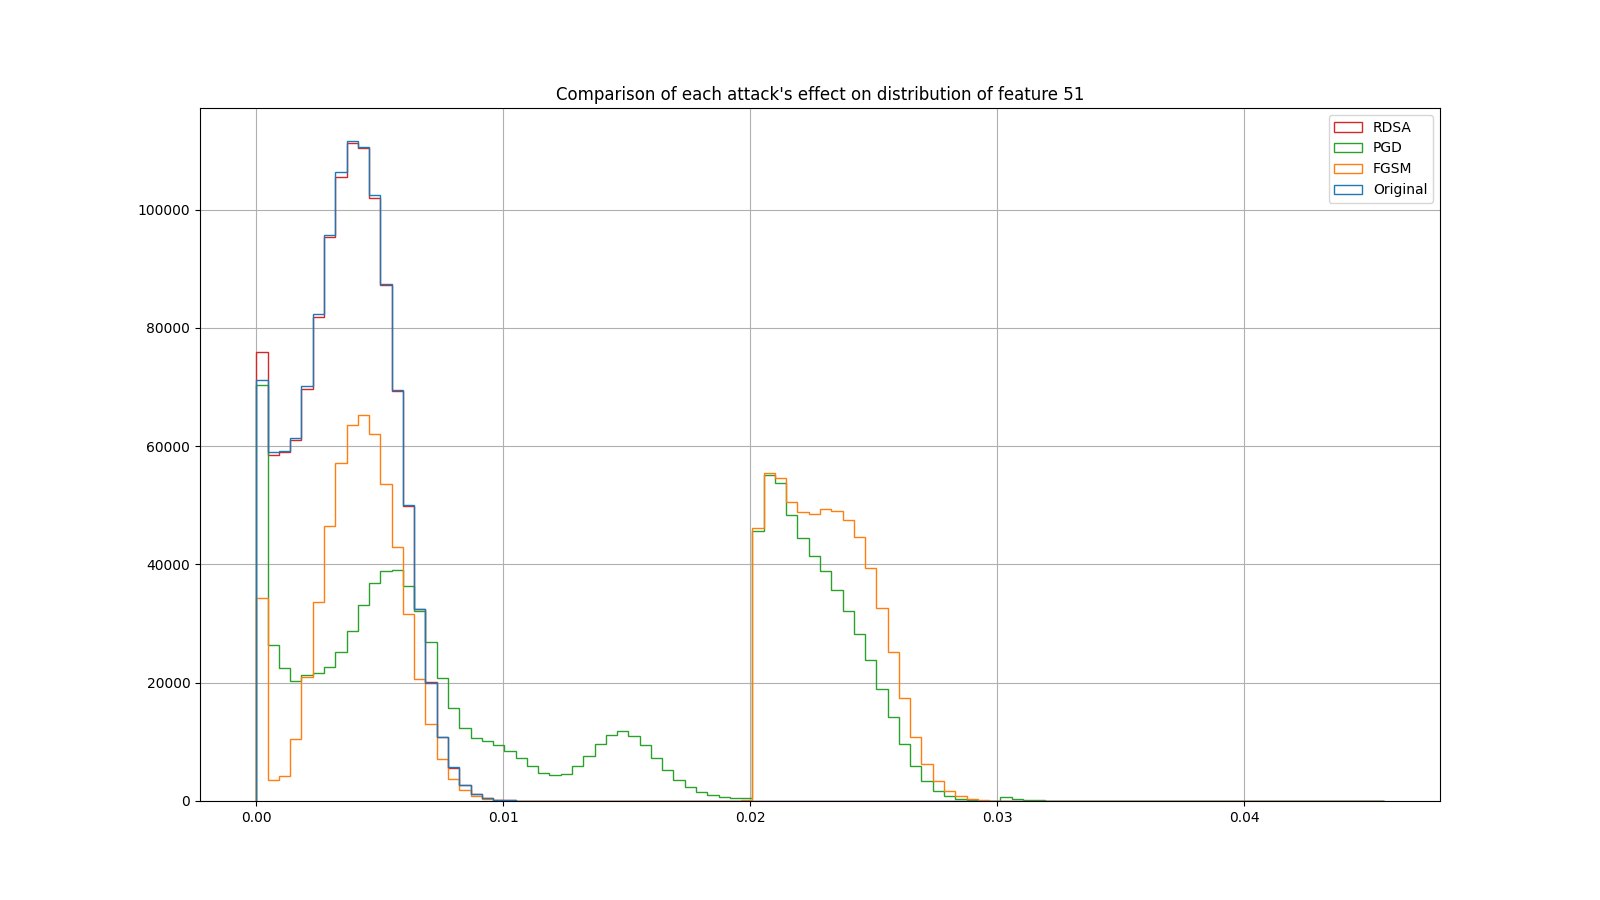 Comparison of each attack's effect on distribution of feature 51
RDSA
PGD
FGSM
Original
100000
80000
60000
40000
20000
0
0.00 0.01 0.02 0.03 0.04